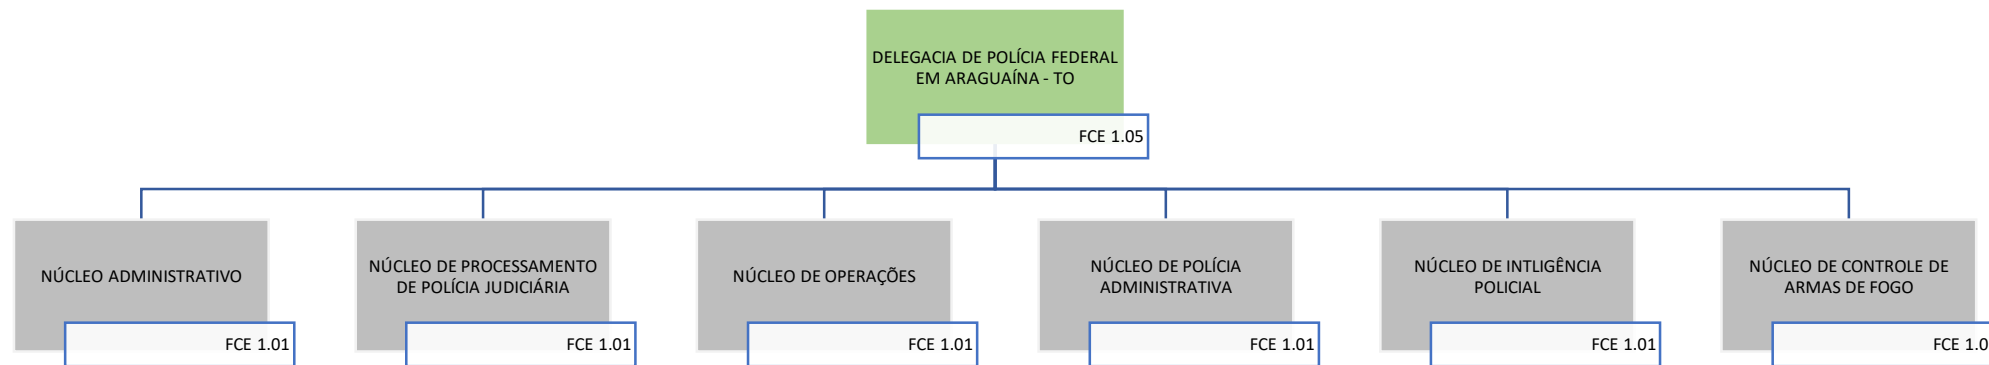 DELEGACIA DE POLÍCIA FEDERAL
EM ARAGUAÍNA - TO
FCE 1.05
NÚCLEO ADMINISTRATIVO
FCE 1.01
NÚCLEO DE PROCESSAMENTO
DE POLÍCIA JUDICIÁRIA
FCE 1.01
NÚCLEO DE OPERAÇÕES
FCE 1.01
NÚCLEO DE POLÍCIA
ADMINISTRATIVA
FCE 1.01
NÚCLEO DE INTLIGÊNCIA
POLICIAL
FCE 1.01
NÚCLEO DE CONTROLE DE
ARMAS DE FOGO
FCE 1.0